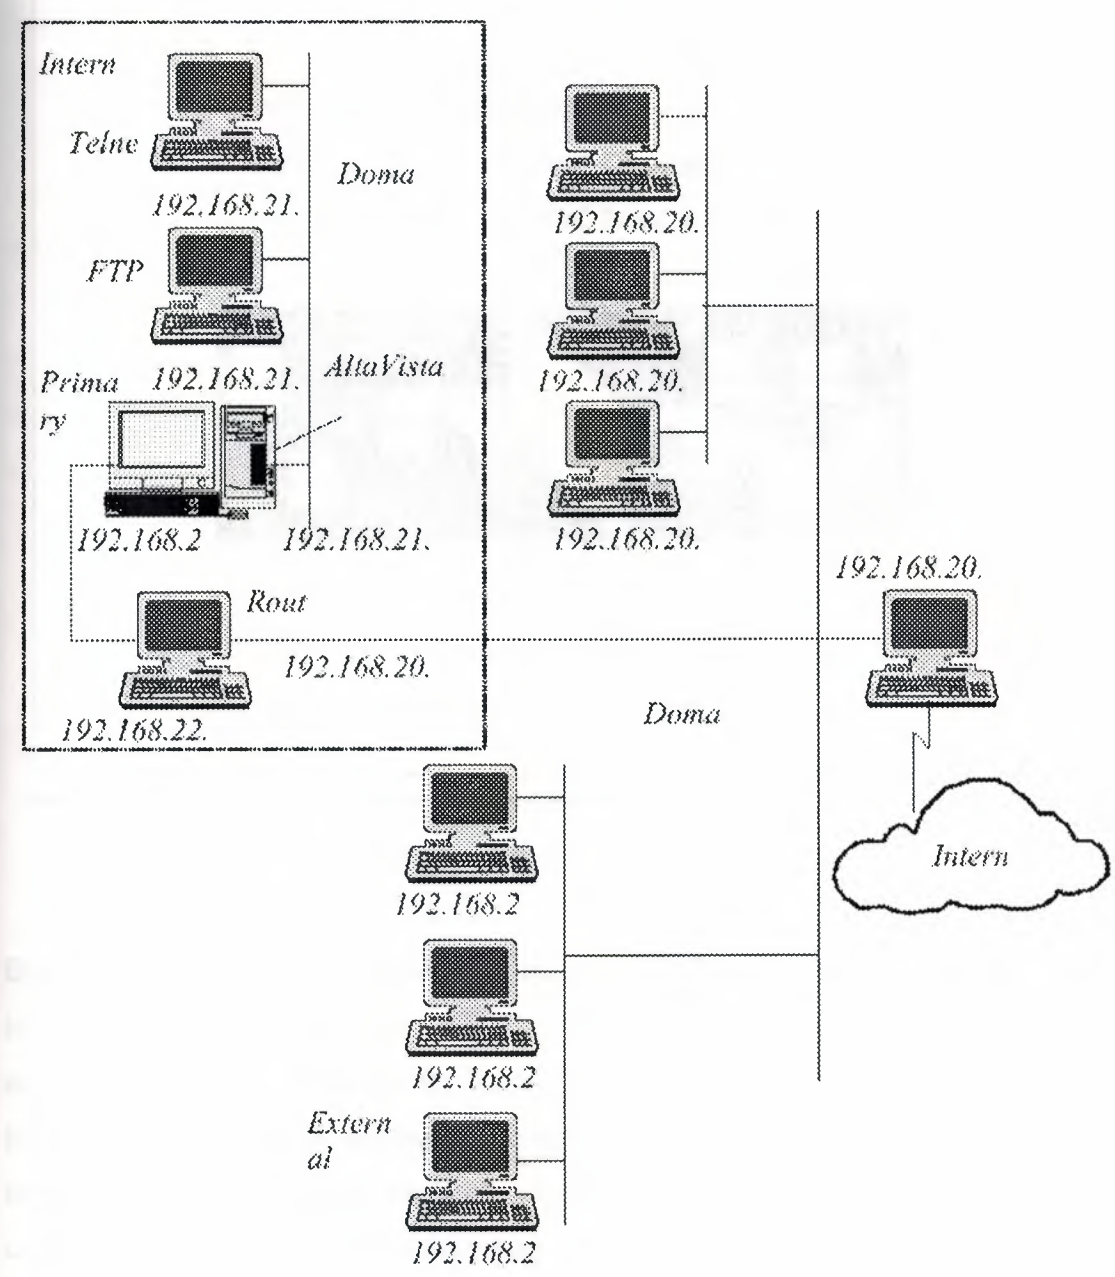 Intern
Telne
Doma
192.168.21.
FTP
192.168.21.
AltaVista
Prima
ry
192.168.2
192.168.21.
Rout
192.168.20.
192.168.22.
192.168.20.
192.168.20.
192.168.20.
192.168.20.
Doma
Intern
192.168.2
192.168.2
Extern
al
192.168.2